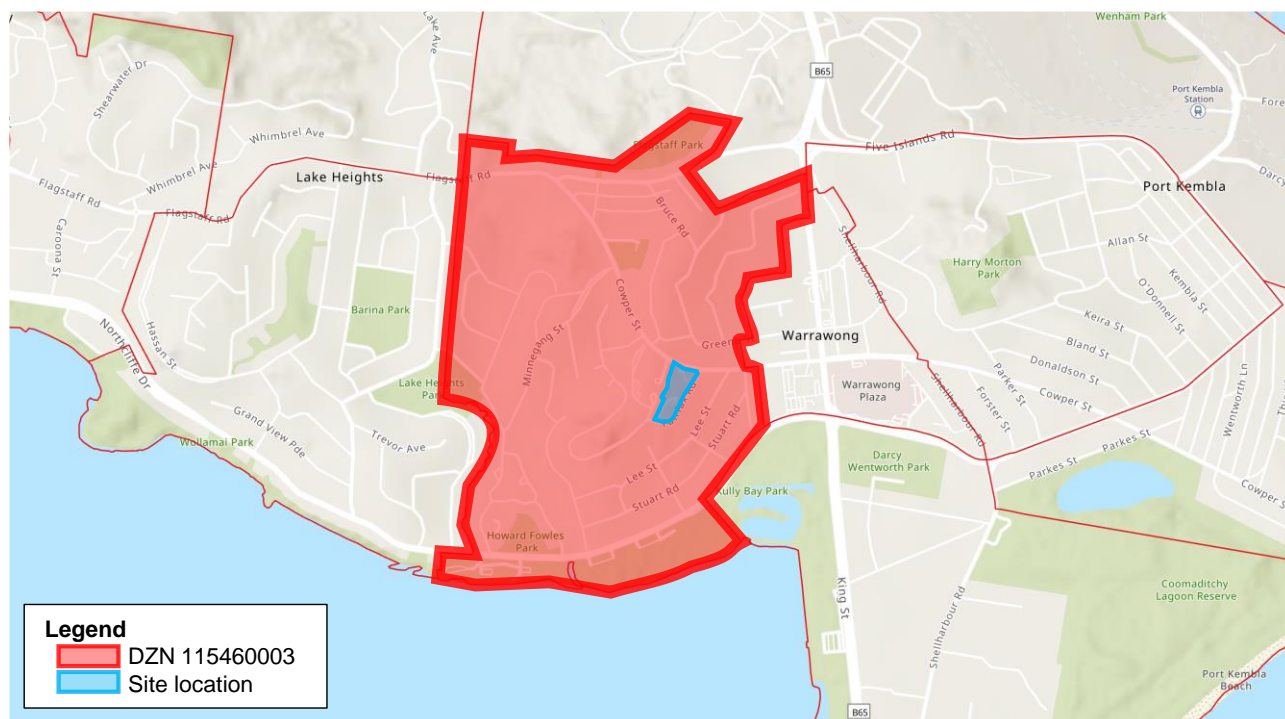 Wenham Park
Lake Ave
Shearwater Dr
B65
Port Kembla
Station
Whimbrel Ave
Flagstaff Park
Five Islands Rd
Whimbrel Ave
Lake Heights
Flagstaff Rd
Port Kembla
Flagstaff Rd
Flagstaff Rd
Caroona St
Bruce Rd
Shellharbour Rd
Allan St
Harry Morton
Park
Kembla St
O'Donnell St
Barina Park
Cowper St
Keira St
Northcliffe Dr
Hassan St
Minnegang St
Green
Warrawong
Bland St
Donaldson St
Lake Heights
Park
Warrawong
Plaza
Shellharbour Rd
Parker St
Forster St
Cowper St
Wentworth Ln
Grand View Pde
Lee St
Stuart Rd
Wollamai Park
Trevor Ave
Darcy
Wentworth Park
Parkes St
Parkes St
Lee St
Stuart Rd
Kully Bay Park
Cowper St
Howard Fowles
Park
King St
Shellharbour Rd
Coomaditchy
Lagoon Reserve
Legend
DZN 115460003
Site location
Port Kembla
Beach
B65